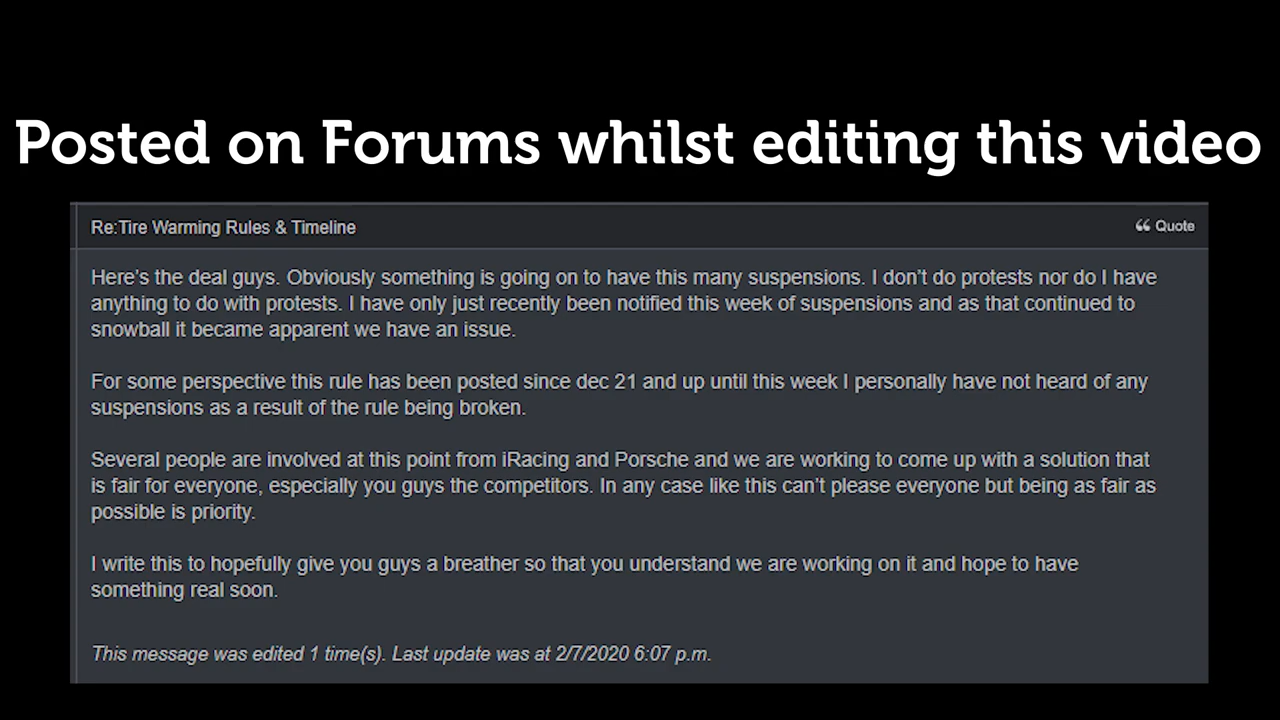 Posted on Forums whilst editing this video
Re:Tire Warming Rules & Timeline
Quote
Here's the deal guys. Obviously something is going on to have this many suspensions. I don't do protests nor do I have
anything to do with protests. I have only just recently been notified this week of suspensions and as that continued to
snowball it became apparent we have an issue.
For some perspective this rule has been posted since dec 21 and up until this week I personally have not heard of any
suspensions as a result of the rule being broken.
Several people are involved at this point from iRacing and Porsche and we are working to come up with a solution that
is fair for everyone, especially you guys the competitors. In any case like this can't please everyone but being as fair as
possible is priority.
I write this to hopefully give you guys a breather so that you understand we are working on it and hope to have
something real soon.
This message was edited 1 time(s). Last update was at 2/7/2020 6:07 p.m.